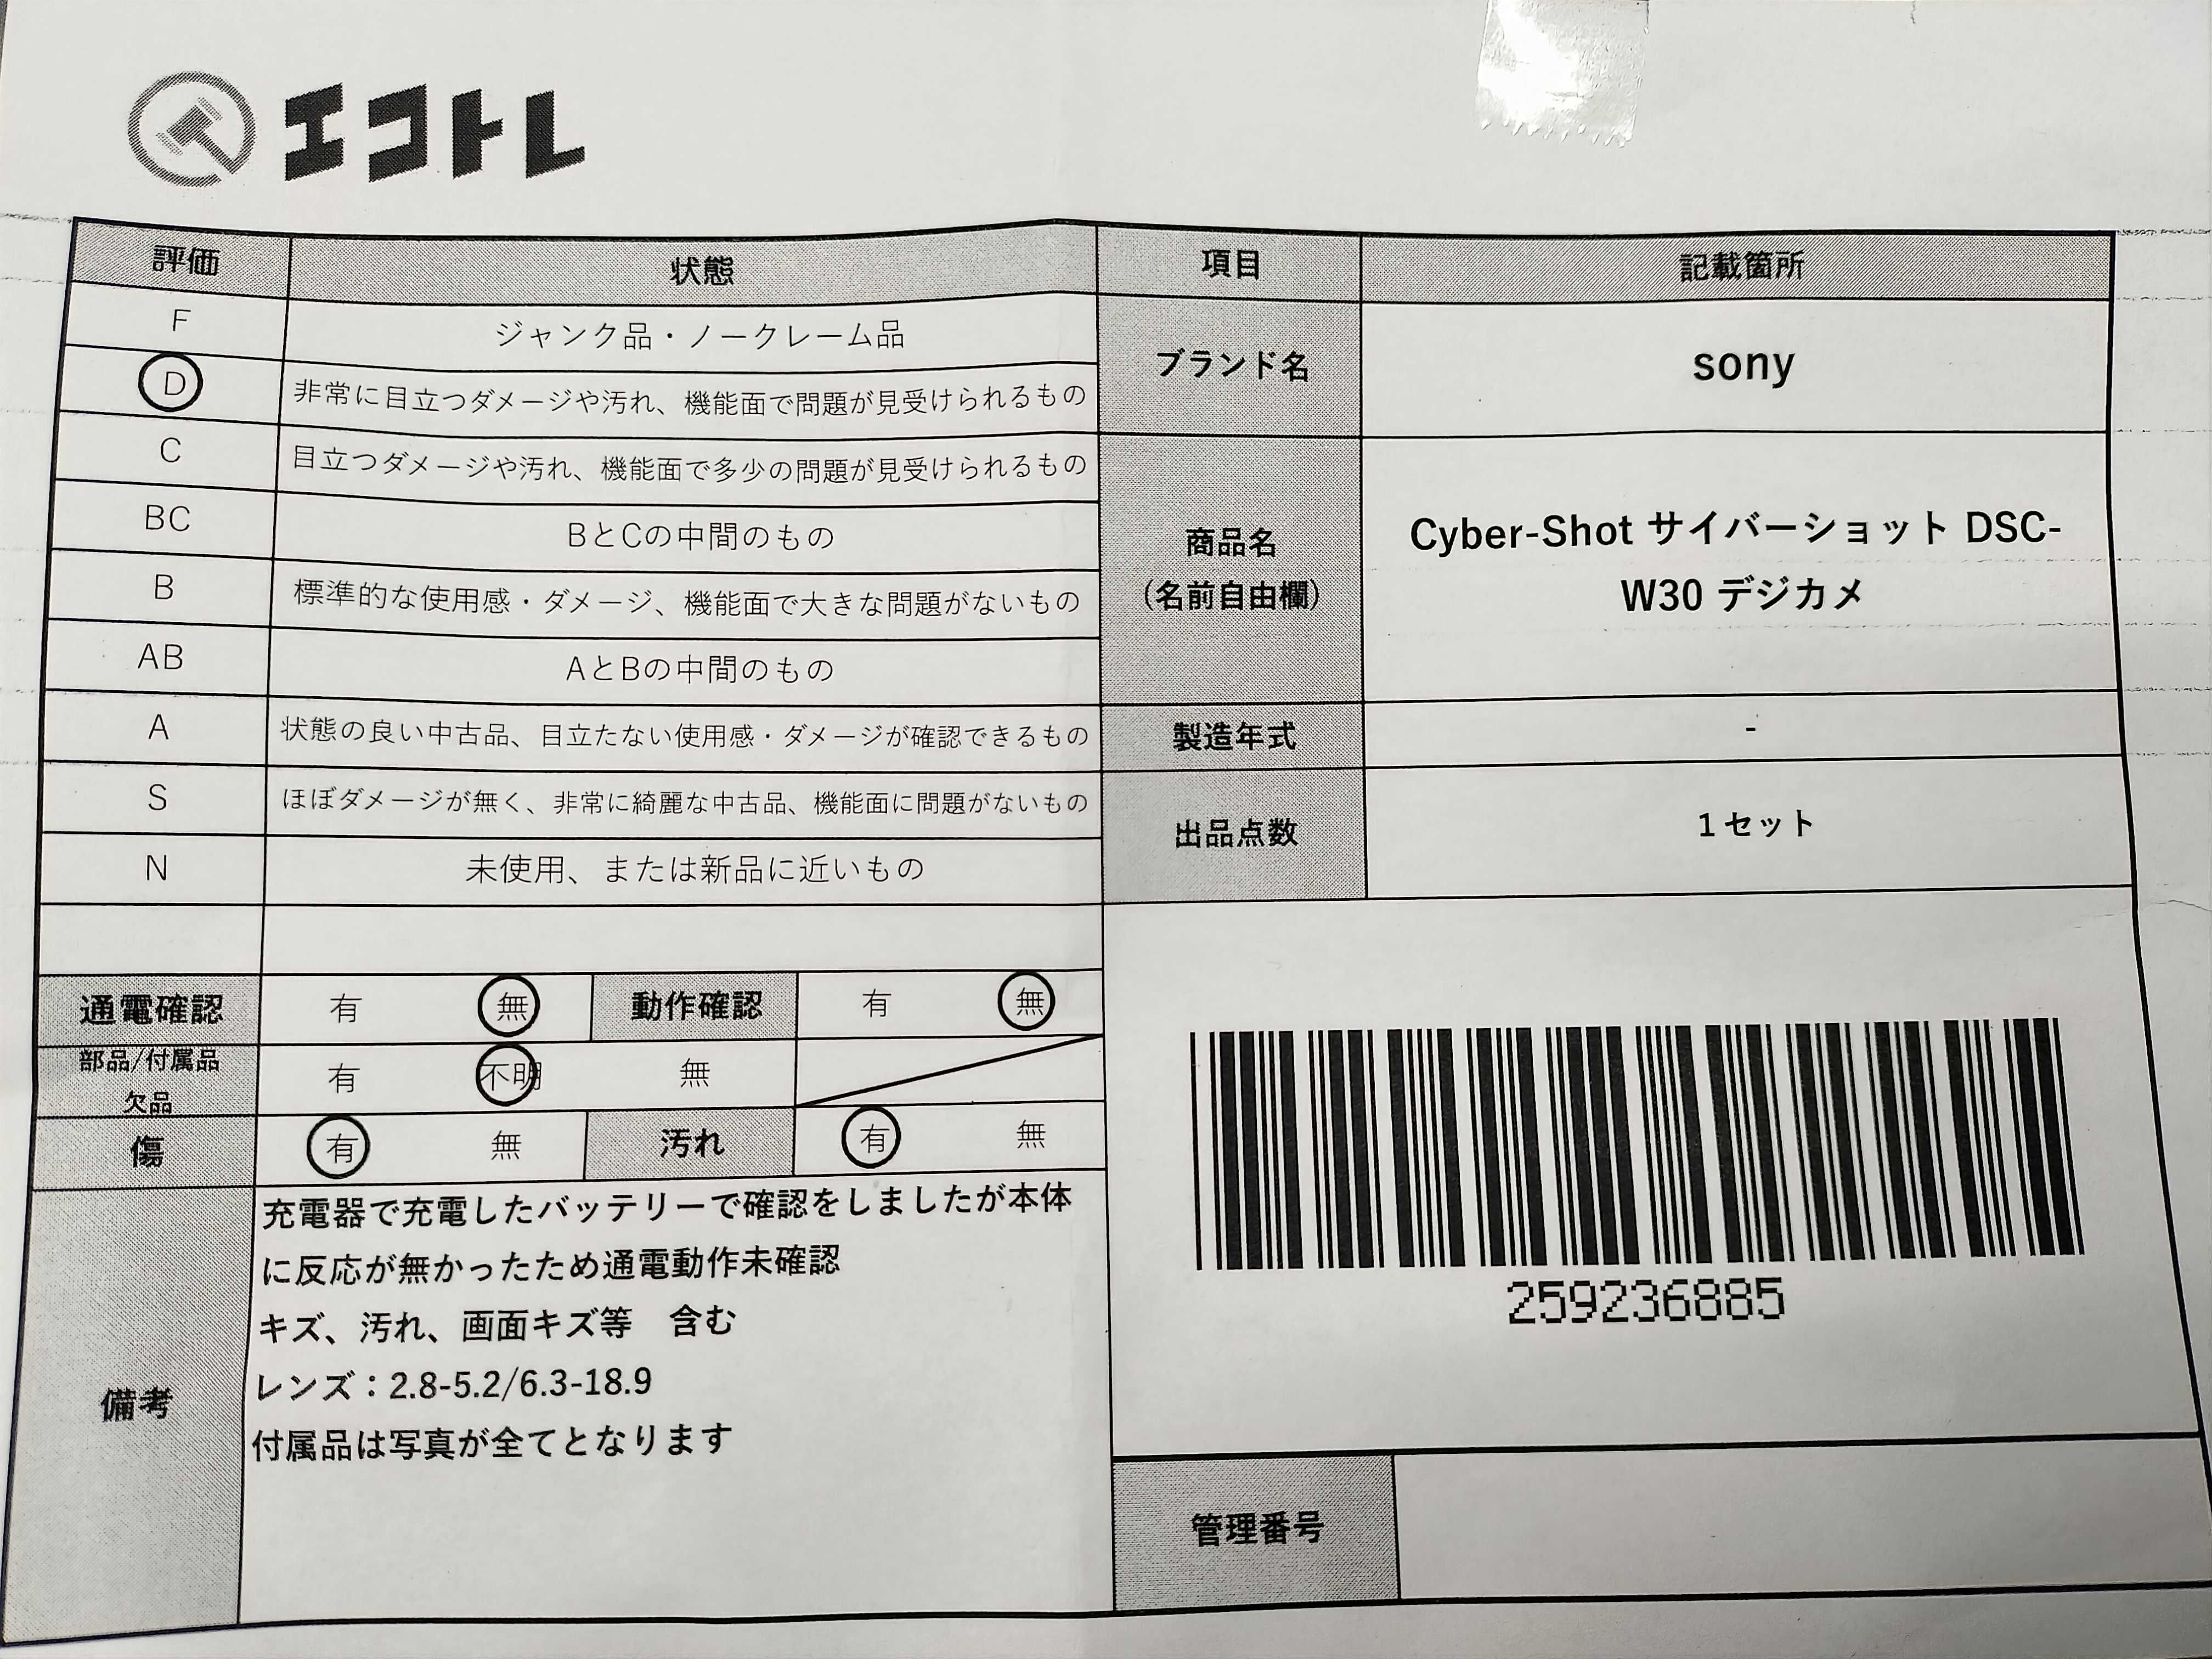 エコトレ
評価 状態 項目 記載箇所
F ジャンク品・ノークレーム品
D 非常に目立つダメージや汚れ、機能面で問題が見受けられるもの
C 目立つダメージや汚れ、機能面で多少の問題が見受けられるもの
BC BとCの中間のもの
B 標準的な使用感・ダメージ、機能面で大きな問題がないもの
AB AとBの中間のもの
A 状態の良い中古品、目立たない使用感・ダメージが確認できるもの
S ほぼダメージが無く、非常に綺麗な中古品、機能面に問題がないもの
N 未使用、または新品に近いもの
通電確認 有 無 動作確認 有 無
部品/付属品
欠品
有 不明 無
傷 有 無 汚れ 有 無
備考
充電器で充電したバッテリーで確認をしましたが本体
に反応が無かったため通電動作未確認
キズ、汚れ、画面キズ等　含む
レンズ：2.8-5.2/6.3-18.9
付属品は写真が全てとなります
ブランド名 sony
商品名
（名前自由欄）
Cyber-Shot サイバーショット DSC-
W30 デジカメ
製造年式 -
出品点数 1セット
259236885
管理番号